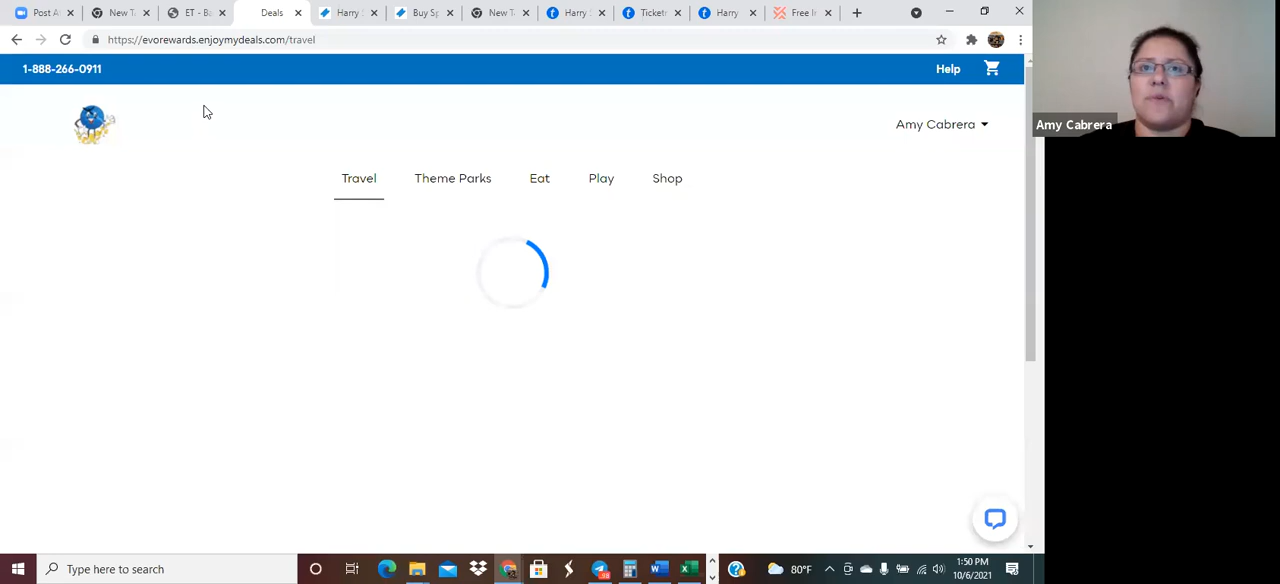 Post A
New T
ET - Ba
Deals
Harry
Buy Sp
New T
Harry
Ticket
Harry
Free I
https://evorewards.enjoymydeals.com/travel
1-888-266-0911
Help
Amy Cabrera
Amy Cabrera
Travel
Theme Parks
Eat
Play
Shop
Type here to search
80°F
1:50 PM
10/6/2021